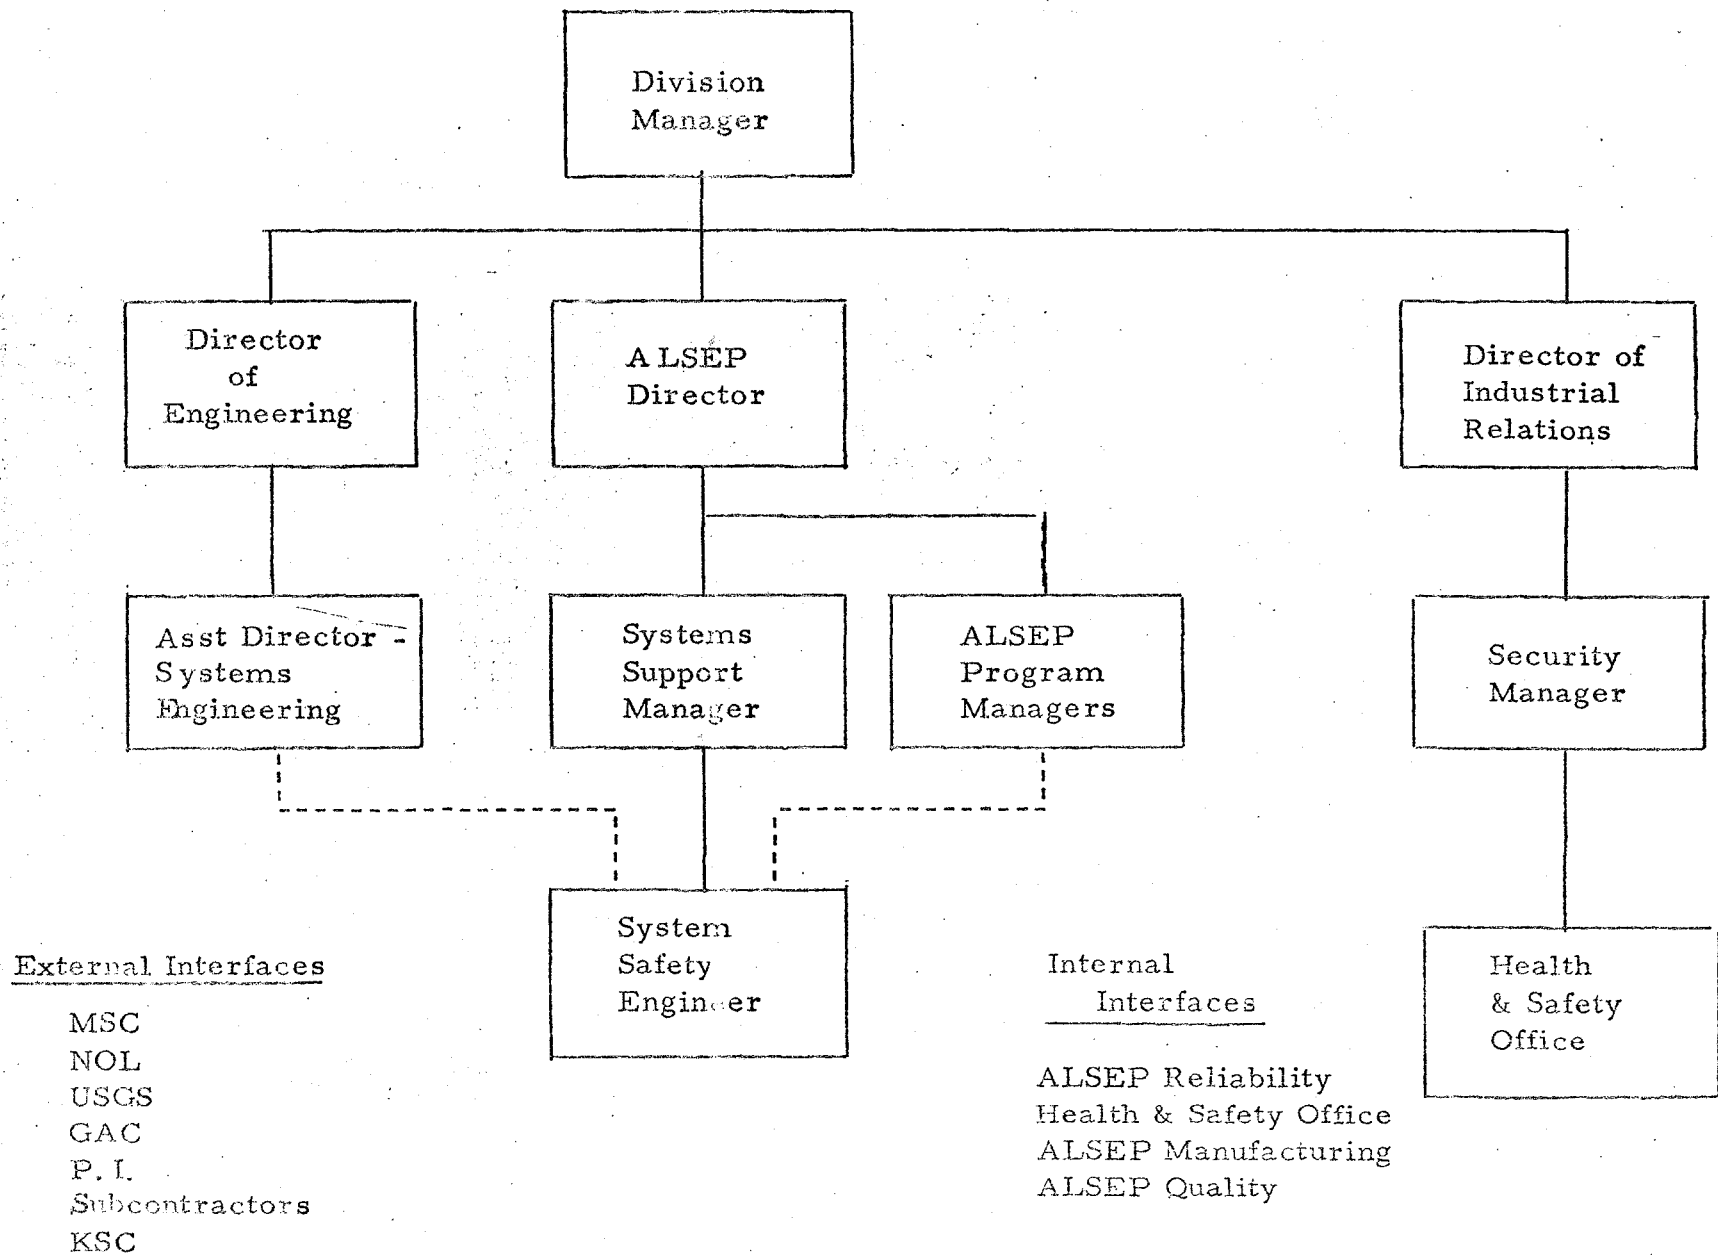 Division
Manager
Director
of
Engineering
ALSEP
Director
Director of
Industrial
Relations
Asst Director -
Systems
Engineering
Systems
Support
Manager
ALSEP
Program
Managers
Security
Manager
System
Safety
Engineer
Health
& Safety
Office
External Interfaces
MSC
NOL
USGS
GAC
P. I.
Subcontractors
KSC
Internal
Interfaces
ALSEP Reliability
Health & Safety Office
ALSEP Manufacturing
ALSEP Quality